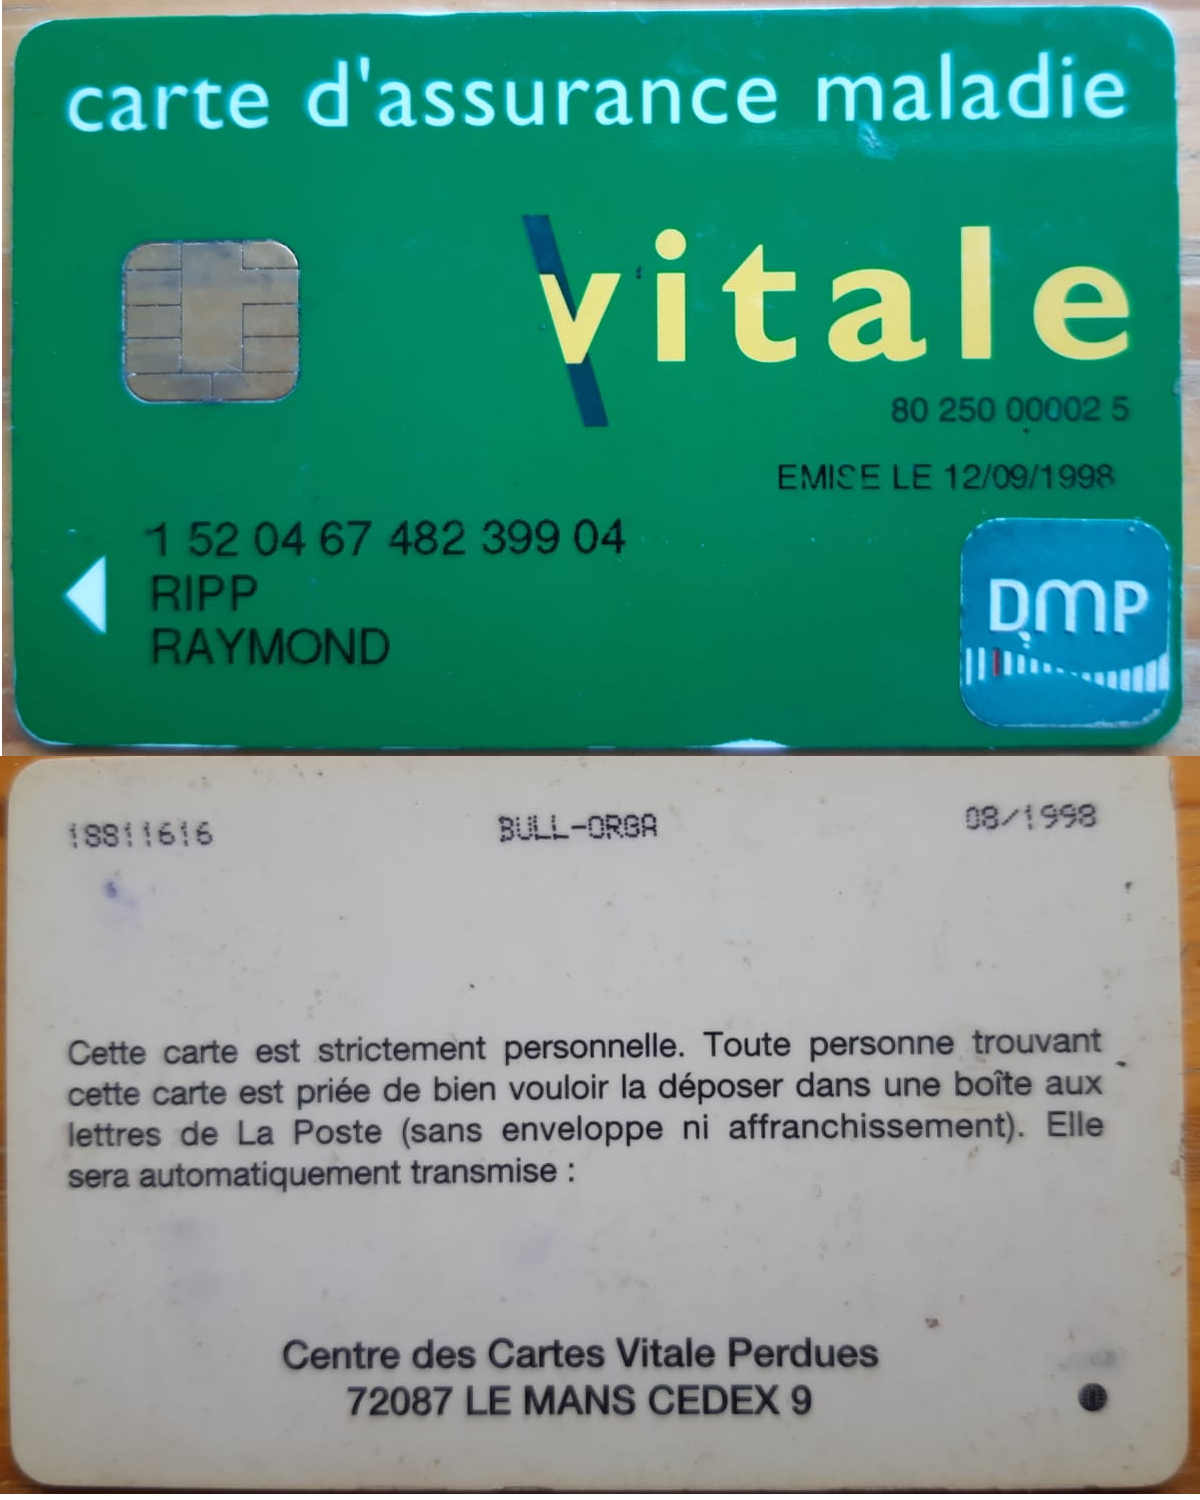 carte d'assurance maladie
vitale
80 250 00002 5
EMISE LE 12/09/1998
1 52 04 67 482 399 04
RIPP
RAYMOND
DMP
18811616 BULL-ORGA 08/1998
Cette carte est strictement personnelle. Toute personne trouvant
cette carte est priée de bien vouloir la déposer dans une boîte aux
lettres de La Poste (sans enveloppe ni affranchissement). Elle
sera automatiquement transmise :
Centre des Cartes Vitale Perdues
72087 LE MANS CEDEX 9